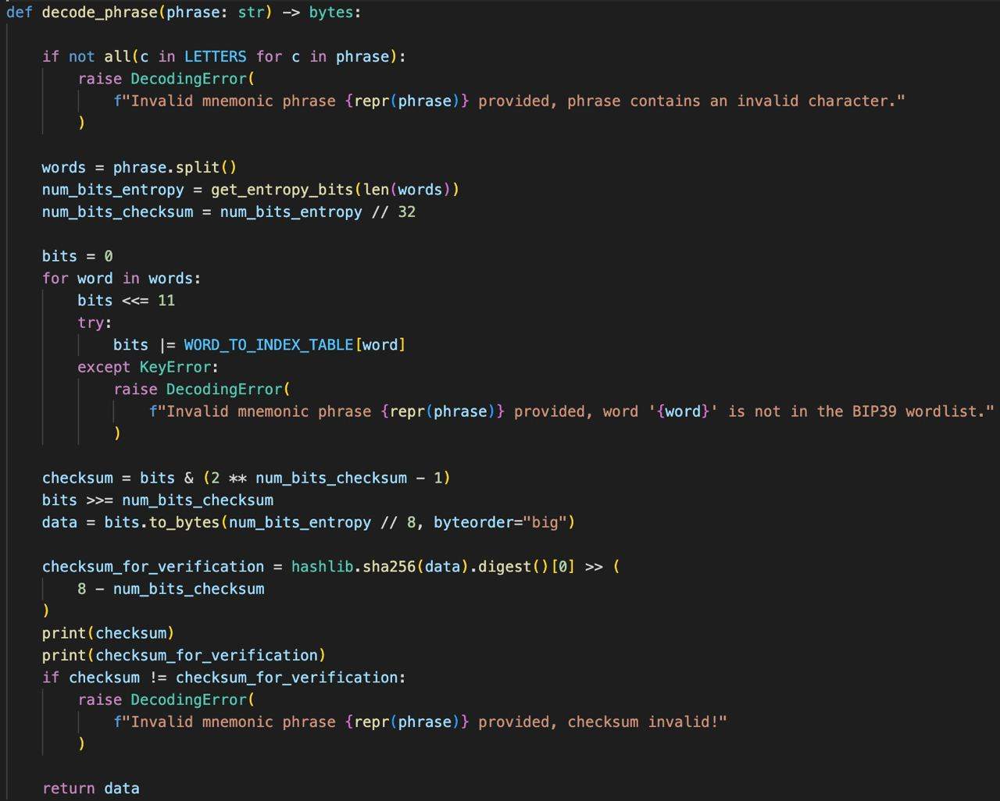 def decode_phrase(phrase: str) -> bytes:
if not all(c in LETTERS for c in phrase):
raise DecodingError(
f"Invalid mnemonic phrase {repr(phrase)} provided, phrase contains an invalid character."
)
words = phrase.split()
num_bits_entropy = get_entropy_bits(len(words))
num_bits_checksum = num_bits_entropy // 32
bits = 0
for word in words:
bits <<= 11
try:
bits |= WORD_TO_INDEX_TABLE[word]
except KeyError:
raise DecodingError(
f"Invalid mnemonic phrase {repr(phrase)} provided, word '{word}' is not in the BIP39 wordlist."
)
checksum = bits & (2 ** num_bits_checksum - 1)
bits >>= num_bits_checksum
data = bits.to_bytes(num_bits_entropy // 8, byteorder="big")
checksum_for_verification = hashlib.sha256(data).digest()[0] >> (
8 - num_bits_checksum
)
print(checksum)
print(checksum_for_verification)
if checksum != checksum_for_verification:
raise DecodingError(
f"Invalid mnemonic phrase {repr(phrase)} provided, checksum invalid!"
)
return data